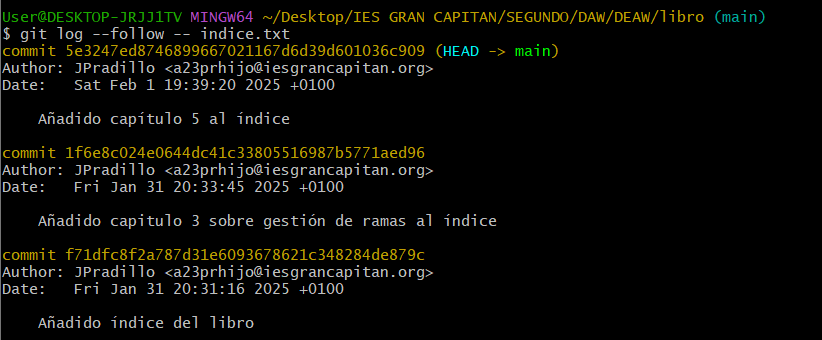 User@DESKTOP-JRJJ1TV MINGW64 ~/Desktop/IES GRAN CAPITAN/SEGUNDO/DAW/DEAW/libro (main)
$ git log --follow -- indice.txt
commit 5e3247ed8746899667021167d6d39d601036c909 (HEAD -> main)
Author: JPradillo <a23prhijo@iesgrancapitan.org>
Date:   Sat Feb 1 19:39:20 2025 +0100
    Añadido capítulo 5 al índice
commit 1f6e8c024e0644dc41c33805516987b5771aed96
Author: JPradillo <a23prhijo@iesgrancapitan.org>
Date:   Fri Jan 31 20:33:45 2025 +0100
    Añadido capitulo 3 sobre gestión de ramas al índice
commit f71dfc8f2a787d31e6093678621c348284de879c
Author: JPradillo <a23prhijo@iesgrancapitan.org>
Date:   Fri Jan 31 20:31:16 2025 +0100
    Añadido índice del libro